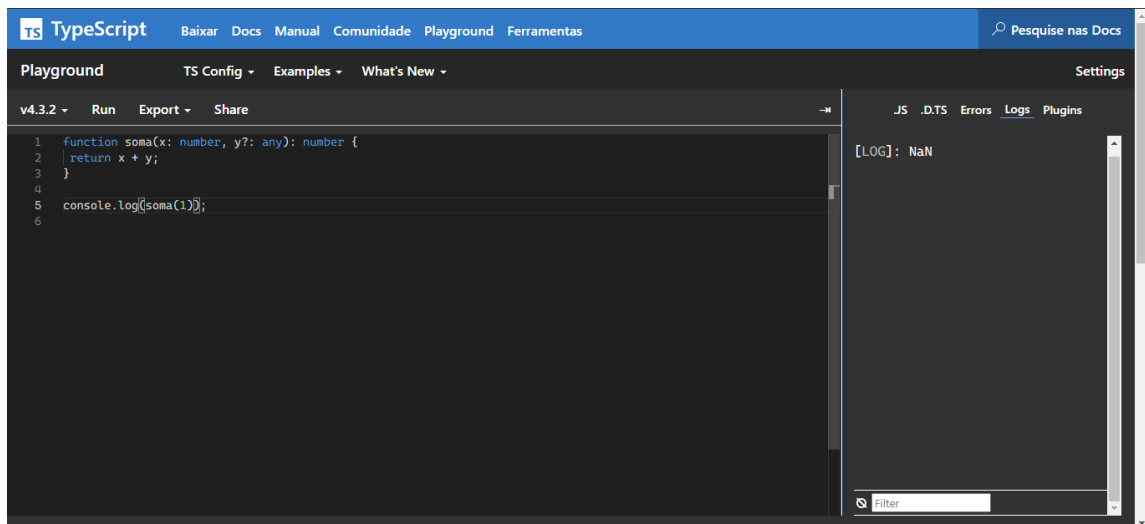 TS TypeScript Baixar Docs Manual Comunidade Playground Ferramentas Pesquise nas Docs
Playground TS Config Examples What's New Settings
v4.3.2 Run Export Share .JS .D.TS Errors Logs Plugins
1 function soma(x: number, y?: any): number {
2 return x + y;
3 }
4
5 console.log(soma(1));
6
[LOG]: NaN
Filter